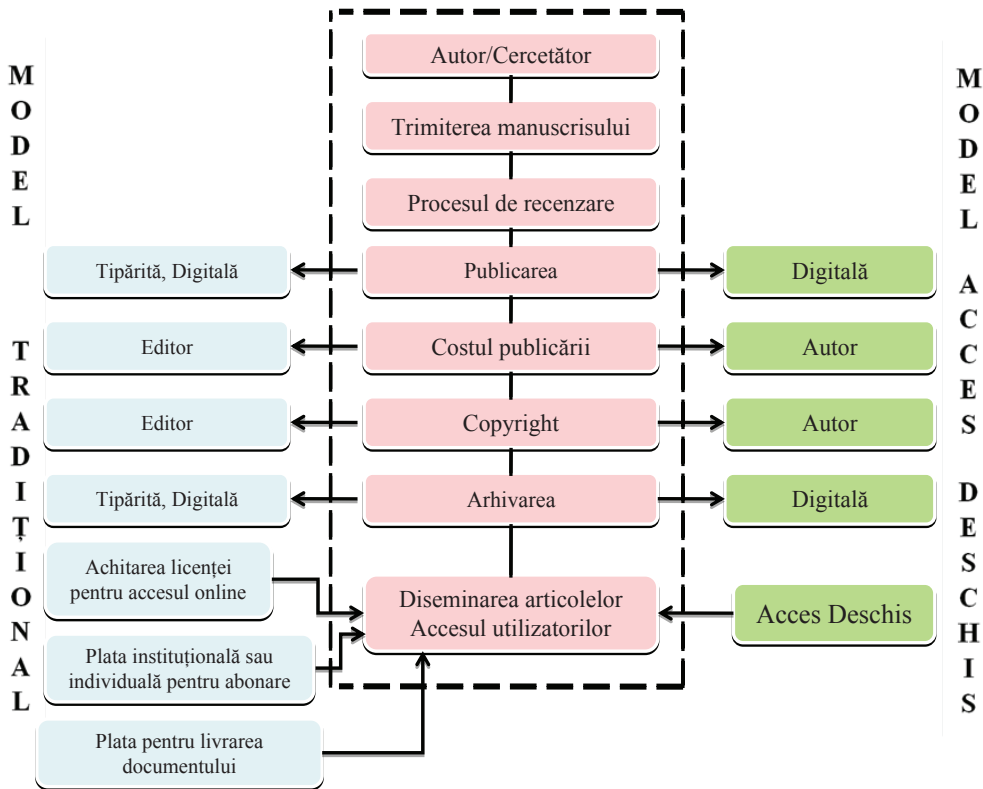 MODEL TRADIȚIONAL
Autor/Cercetător
Trimiterea manuscrisului
Procesul de recenzare
Tipărită, Digitală
Publicarea
Digitală
Editor
Costul publicării
Autor
Editor
Copyright
Autor
Tipărită, Digitală
Arhivarea
Digitală
Achitarea licenței
pentru accesul online
Diseminarea articolelor
Accesul utilizatorilor
Acces Deschis
Plata instituțională sau
individuală pentru abonare
Plata pentru livrarea
documentului
MODEL ACCES DESCHIS